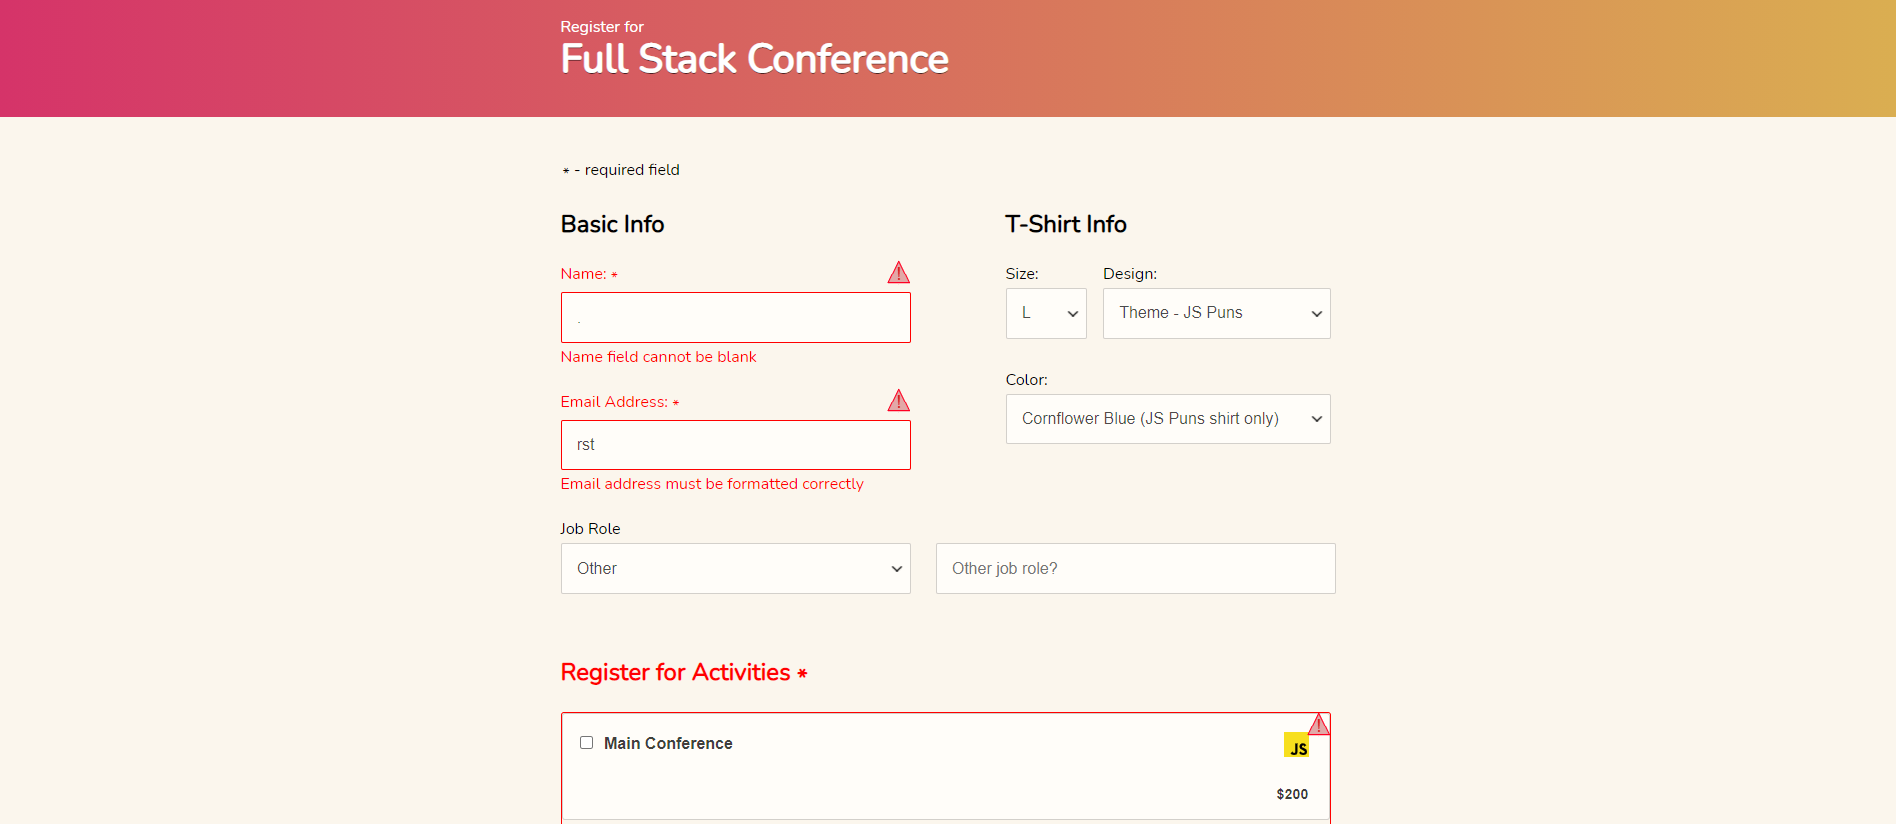 Register for
Full Stack Conference
* - required field
Basic Info
Name: *
.
Name field cannot be blank
Email Address: *
rst
Email address must be formatted correctly
Job Role
Other
Other job role?
T-Shirt Info
Size:
Design:
L
Theme - JS Puns
Color:
Cornflower Blue (JS Puns shirt only)
Register for Activities *
Main Conference
JS
$200